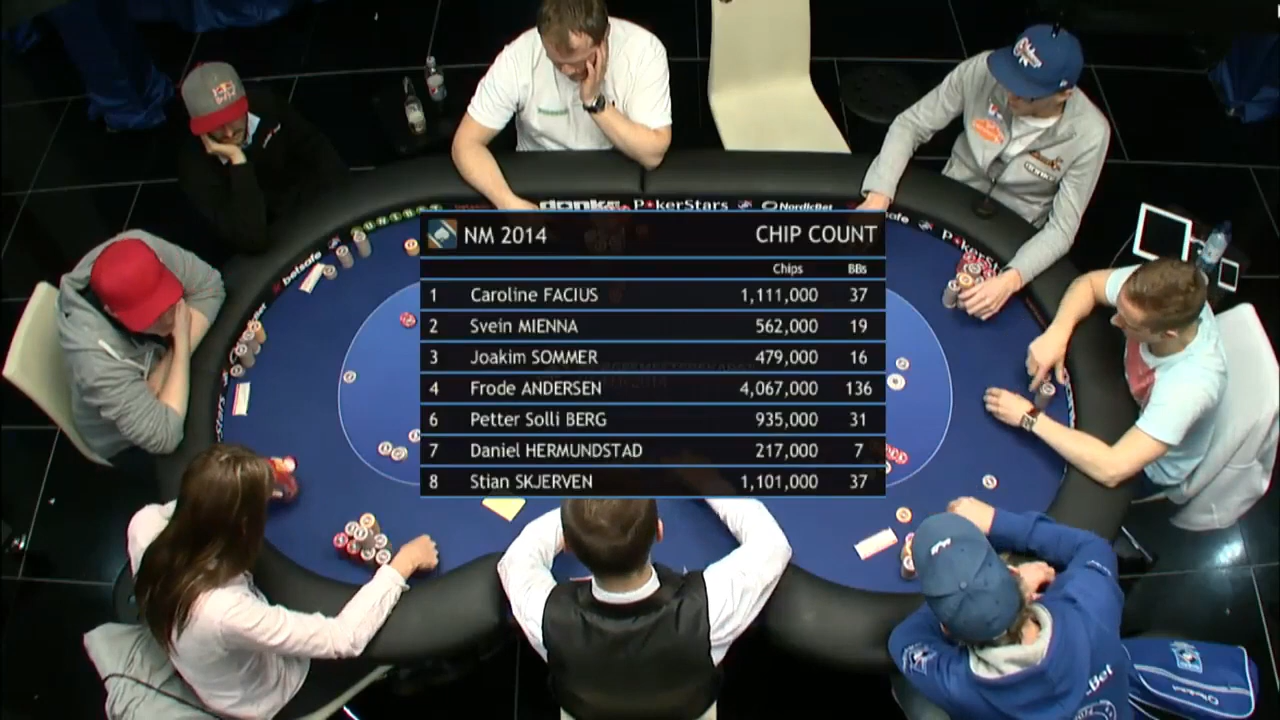 donks PokerStars NordicBet
betsafe
NM 2014 CHIP COUNT
Chips BBs
1 Caroline FACIUS 1,111,000 37
2 Svein MIENNA 562,000 19
3 Joakim SOMMER 479,000 16
4 Frode ANDERSEN 4,067,000 136
6 Petter Solli BERG 935,000 31
7 Daniel HERMUNDSTAD 217,000 7
8 Stian SKJERVEN 1,101,000 37